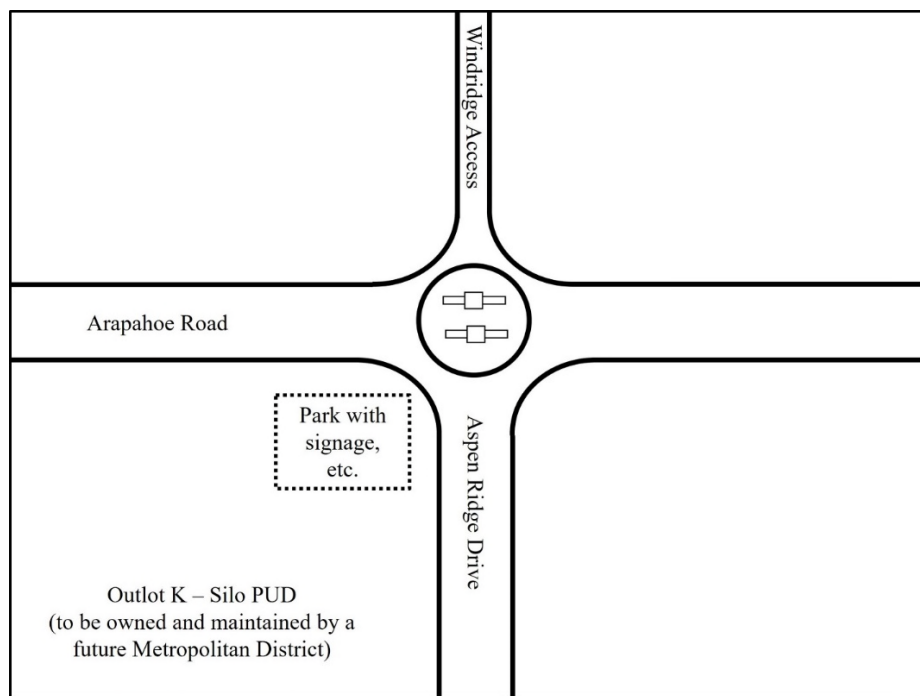 Windridge Access
Arapahoe Road
Park with
signage,
etc.
Aspen Ridge Drive
Outlot K – Silo PUD
(to be owned and maintained by a
future Metropolitan District)